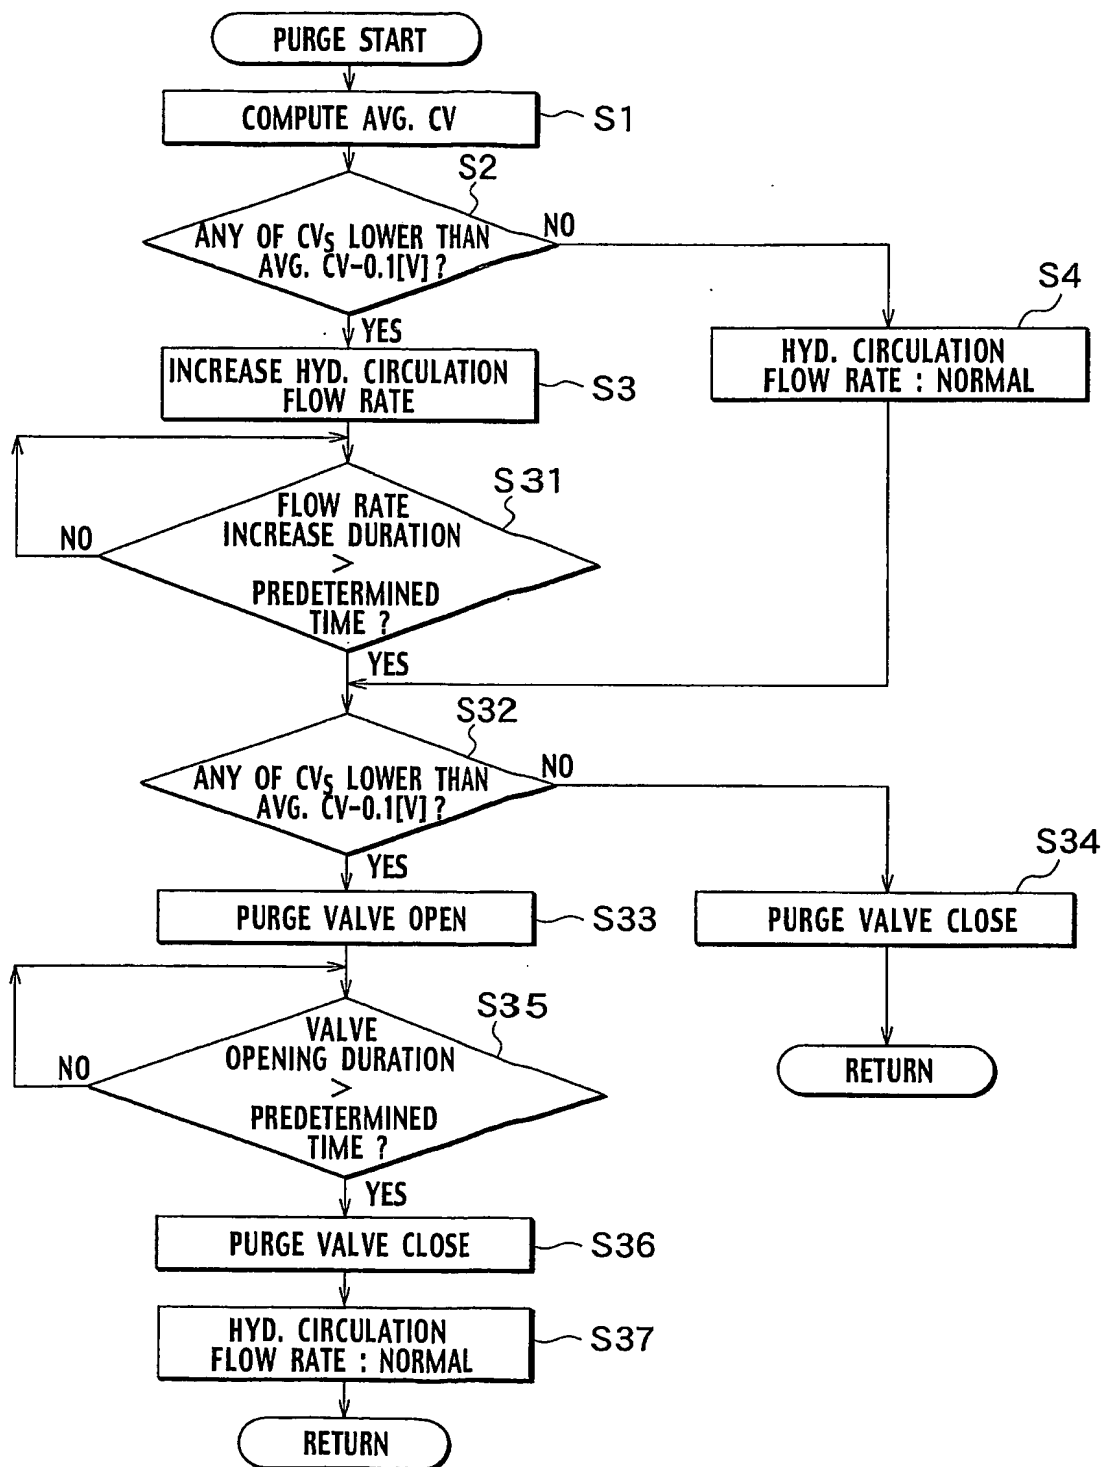 PURGE START
COMPUTE AVG. CV
S1
S2
ANY OF CVS LOWER THAN
AVG. CV-0.1[V]?
NO
YES
S4
HYD. CIRCULATION
FLOW RATE : NORMAL
INCREASE HYD. CIRCULATION
FLOW RATE
S3
S31
FLOW RATE
INCREASE DURATION
>
PREDETERMINED
TIME ?
NO
YES
S32
ANY OF CVS LOWER THAN
AVG. CV-0.1[V]?
NO
YES
S34
PURGE VALVE OPEN
S33
PURGE VALVE CLOSE
S35
VALVE
OPENING DURATION
>
PREDETERMINED
TIME ?
NO
YES
RETURN
PURGE VALVE CLOSE
S36
HYD. CIRCULATION
FLOW RATE : NORMAL
S37
RETURN